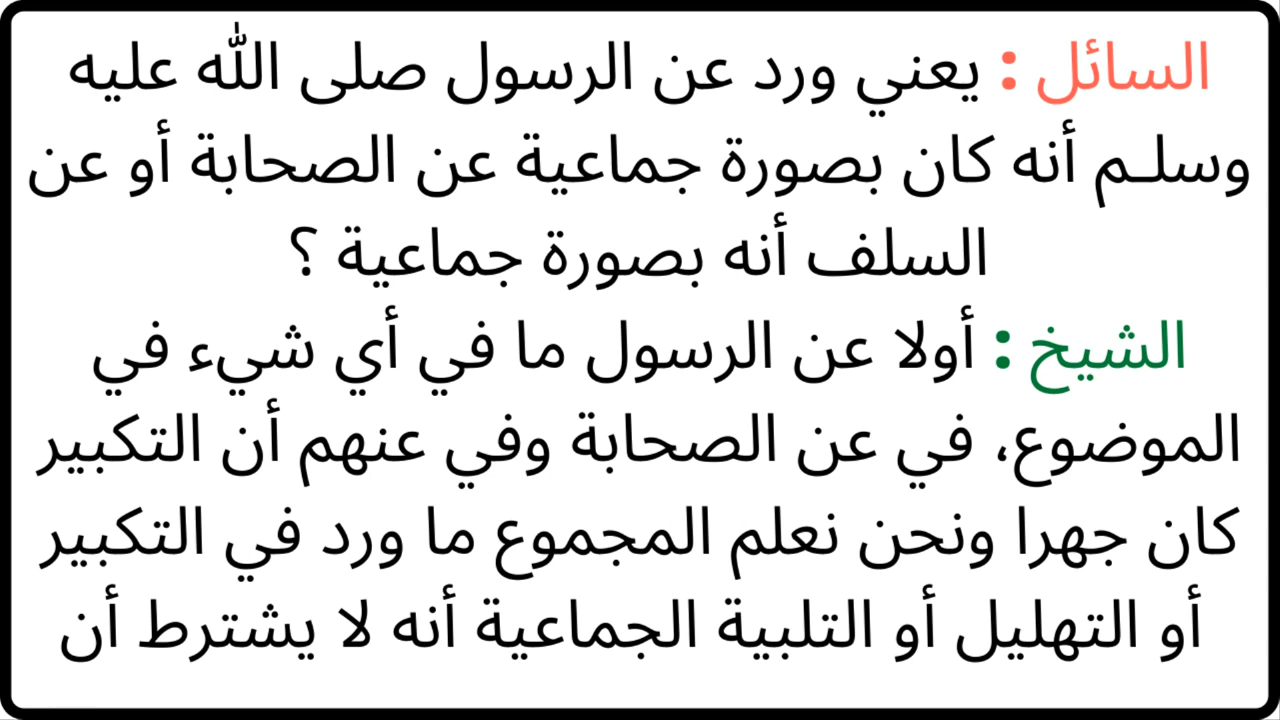 السائل : يعني ورد عن الرسول صلى الله عليه
وسلـم أنه كان بصورة جماعية عن الصحابة أو عن
السلف أنه بصورة جماعية ؟
الشيخ : أولا عن الرسول ما في أي شيء في
الموضوع، في عن الصحابة وفي عنهم أن التكبير
كان جهرا ونحن نعلم المجموع ما ورد في التكبير
أو التهليل أو التلبية الجماعية أنه لا يشترط أن